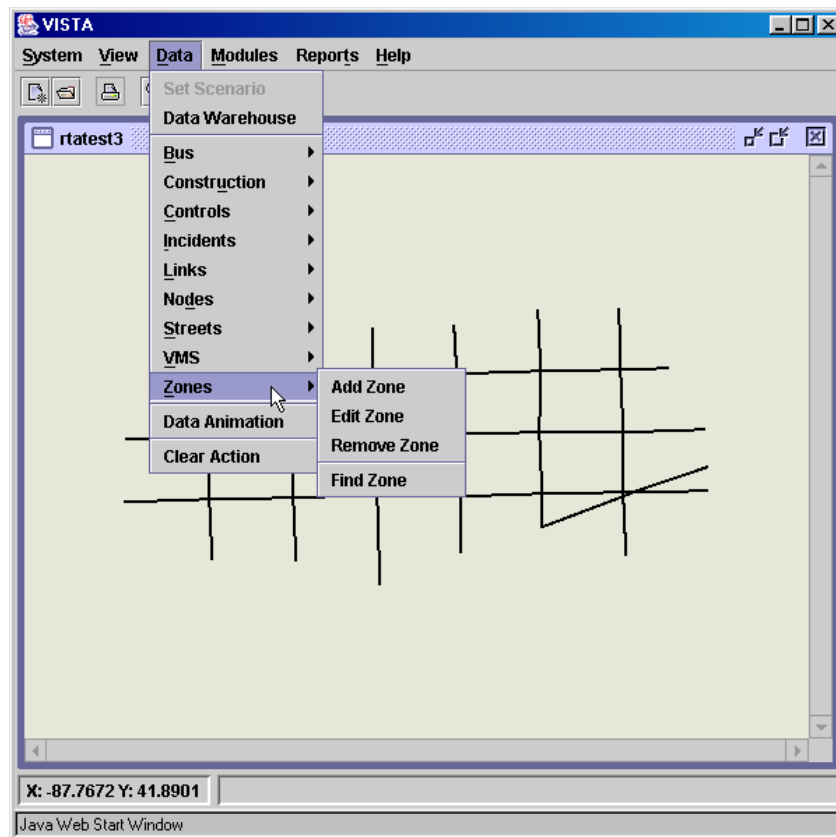 VISTA
System View Data Modules Reports Help
rtatest3
Set Scenario
Data Warehouse
Bus
Construction
Controls
Incidents
Links
Nodes
Streets
VMS
Zones
Data Animation
Clear Action
Add Zone
Edit Zone
Remove Zone
Find Zone
X: -87.7672 Y: 41.8901
Java Web Start Window